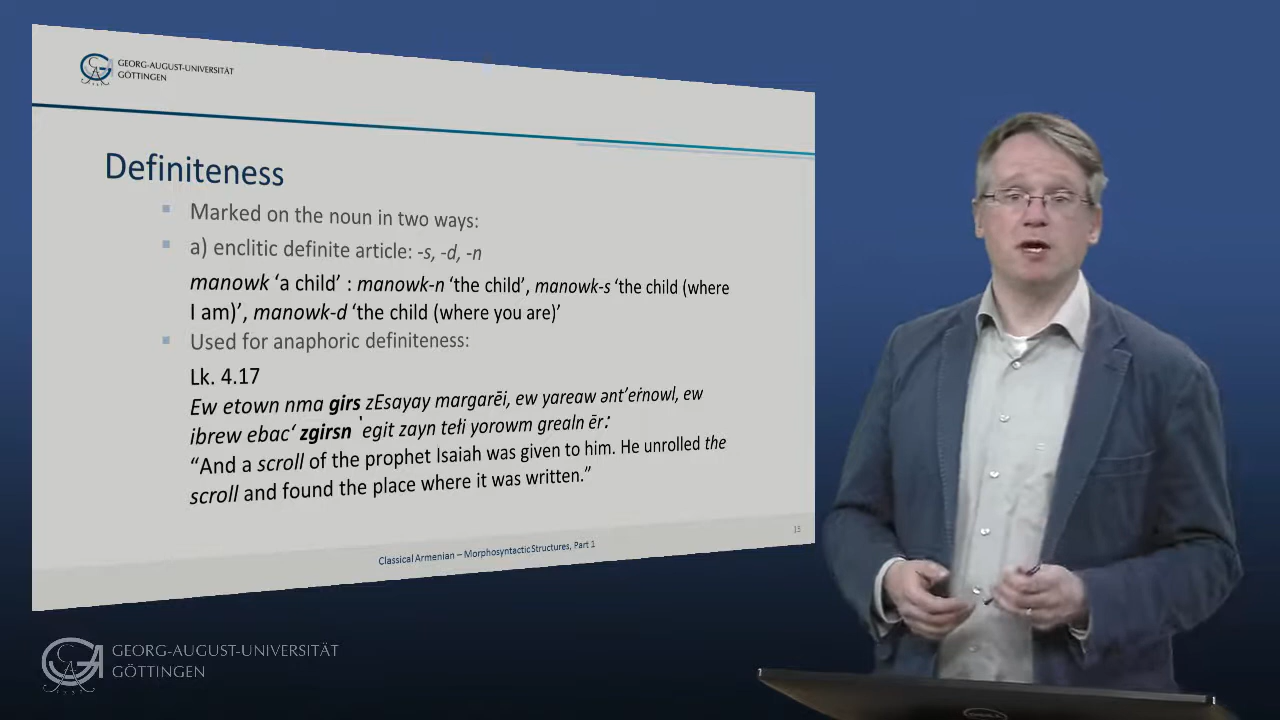 GEORG-AUGUST-UNIVERSITÄT
GÖTTINGEN
Definiteness
Marked on the noun in two ways:
a) enclitic definite article: -s, -d, -n
manowk ‘a child’ : manowk-n ‘the child’, manowk-s ‘the child (where
I am)’, manowk-d ‘the child (where you are)’
Used for anaphoric definiteness:
Lk. 4.17
Ew etown nma girs zEsayay margarēi, ew yareaw ənt’eṙnowl, ew
ibrew ebac‘ zgirsn ՝egit zayn tełi yorowm grealn ēr։
“And a scroll of the prophet Isaiah was given to him. He unrolled the
scroll and found the place where it was written.”
Classical Armenian – Morphosyntactic Structures, Part 1
GEORG-AUGUST-UNIVERSITÄT
GÖTTINGEN